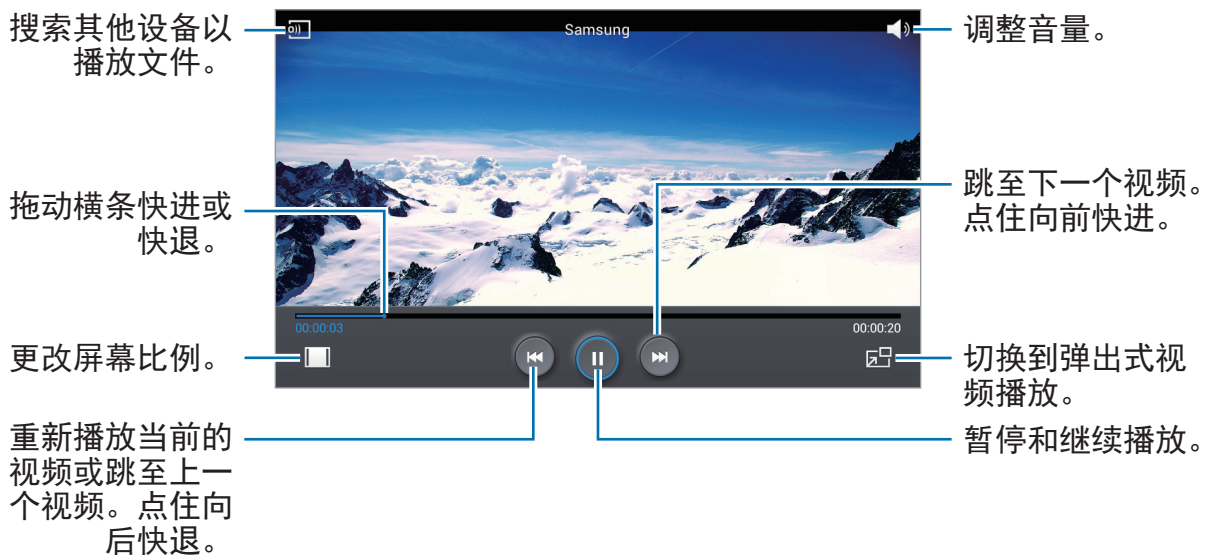 搜索其他设备以
播放文件。
Samsung
调整音量。
拖动横条快进或
快退。
跳至下一个视频。
点住向前快进。
00:00:03
00:00:20
更改屏幕比例。
切换到弹出式视
频播放。
重新播放当前的
视频或跳至上一
个视频。点住向
后快退。
暂停和继续播放。